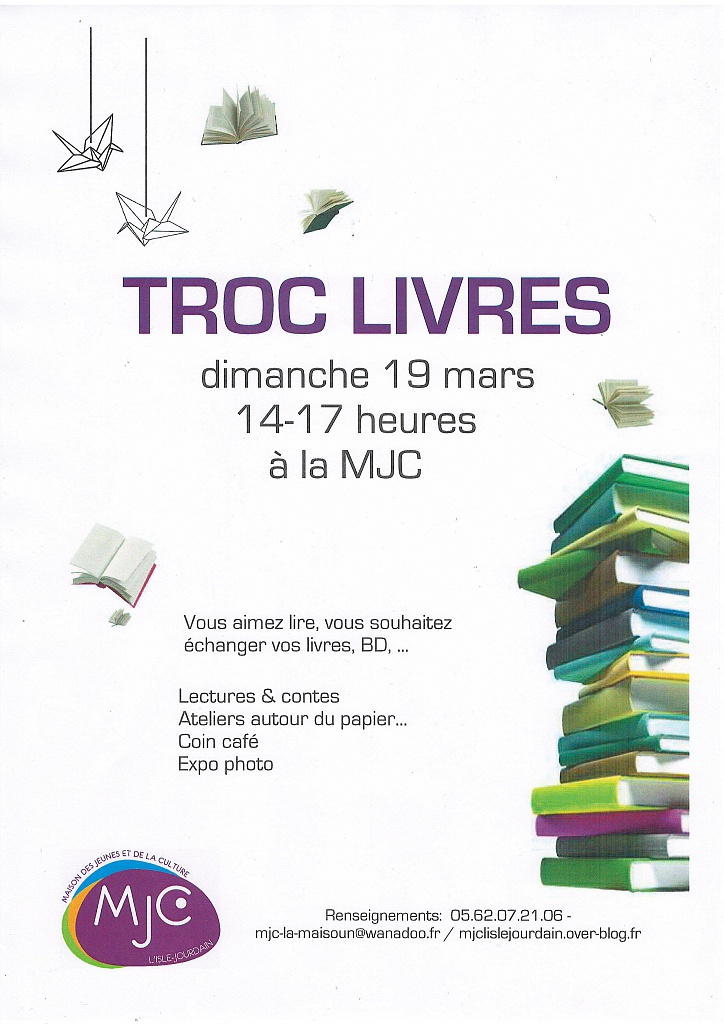 TROC LIVRES
dimanche 19 mars
14-17 heures
à la MJC
Vous aimez lire, vous souhaitez
échanger vos livres, BD, ...
Lectures & contes
Ateliers autour du papier...
Coin café
Expo photo
MAISON DES JEUNES ET DE LA CULTURE
MJC
L'ISLE-JOURDAIN
Renseignements: 05.62.07.21.06 -
mjc-la-maisoun@wanadoo.fr / mjclislejourdain.over-blog.fr